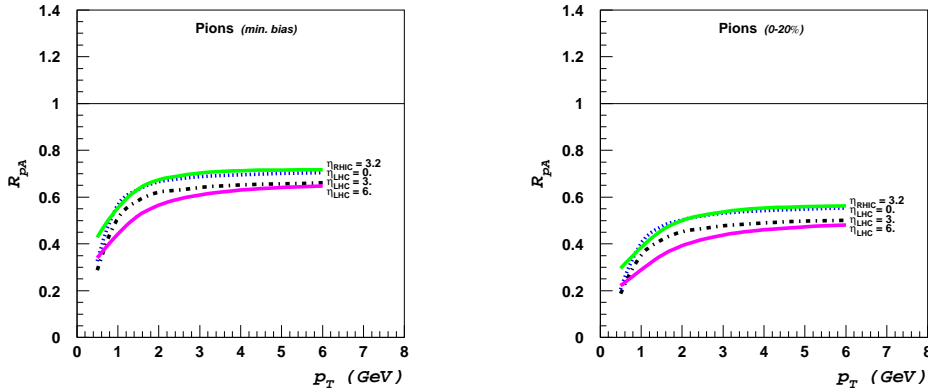 Pions (min. bias)
R_pA
1.4
1.2
1
0.8
0.6
0.4
0.2
0
η_RHIC = 3.2
η_LHC = 0.
η_LHC = 3.
η_LHC = 6.
0 1 2 3 4 5 6 7 8
p_T (GeV)
Pions (0-20%)
R_pA
1.4
1.2
1
0.8
0.6
0.4
0.2
0
η_RHIC = 3.2
η_LHC = 0.
η_LHC = 3.
η_LHC = 6.
0 1 2 3 4 5 6 7 8
p_T (GeV)